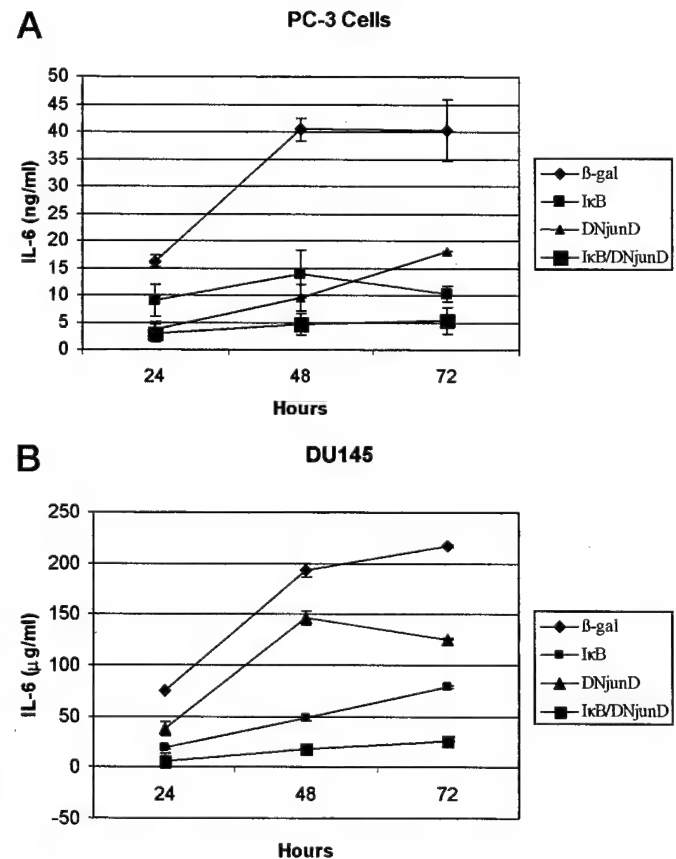 A
PC-3 Cells
50
45
40
35
30
25
20
15
10
5
0
IL-6 (ng/ml)
24 48 72
Hours
ß-gal
IκB
DNjunD
IκB/DNjunD
B
DU145
250
200
150
100
50
0
-50
IL-6 (μg/ml)
24 48 72
Hours
ß-gal
IκB
DNjunD
IκB/DNjunD